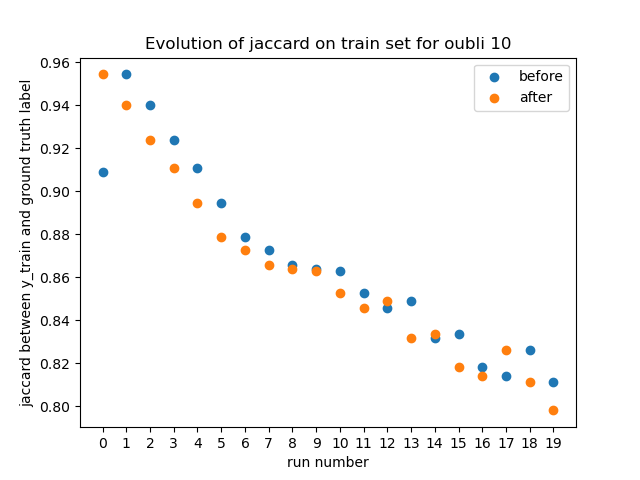 Evolution of jaccard on train set for oubli 10
before
after
jaccard between y_train and ground truth label
0.96
0.94
0.92
0.90
0.88
0.86
0.84
0.82
0.80
0 1 2 3 4 5 6 7 8 9 10 11 12 13 14 15 16 17 18 19
run number